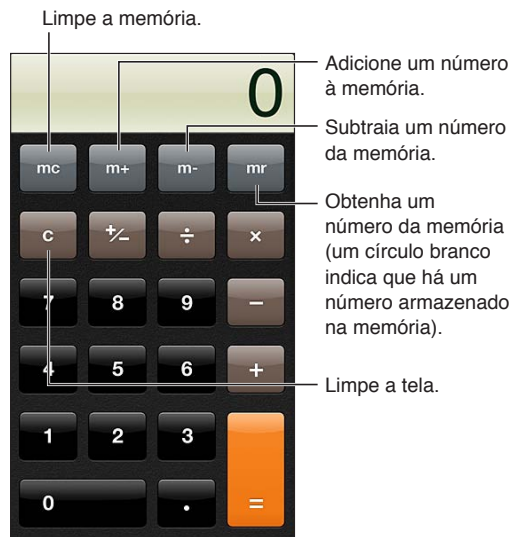 Limpe a memória.
Adicione um número
à memória.
0
Subtraia um número
da memória.
mc m+ m- mr
Obtenha um
número da memória
(um círculo branco
indica que há um
número armazenado
na memória).
c +/− ÷ ×
7 8 9 −
4 5 6 +
Limpe a tela.
1 2 3
0 . =